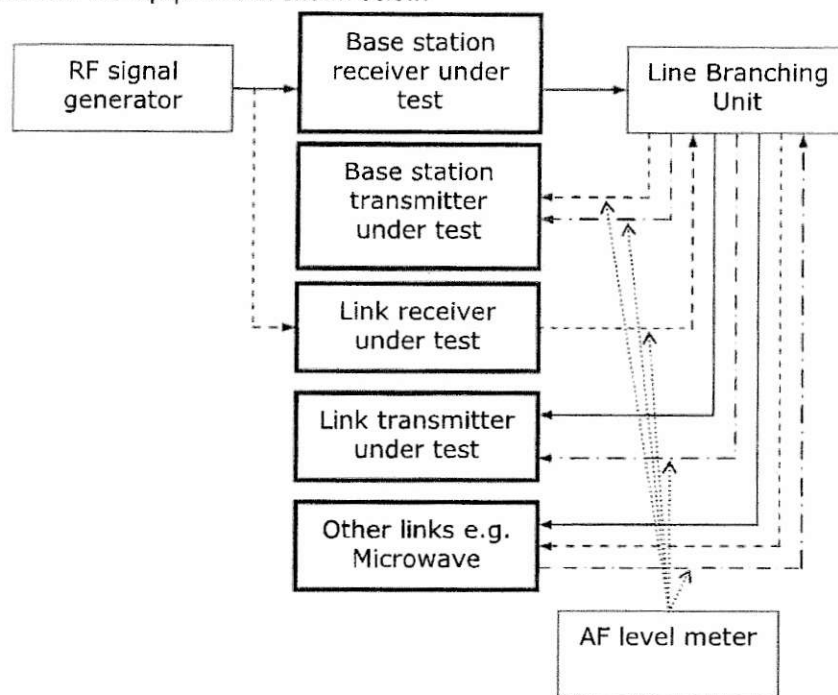 Base station
receiver under
test
RF signal
generator
Line Branching
Unit
Base station
transmitter
under test
Link receiver
under test
Link transmitter
under test
Other links e.g.
Microwave
AF level meter